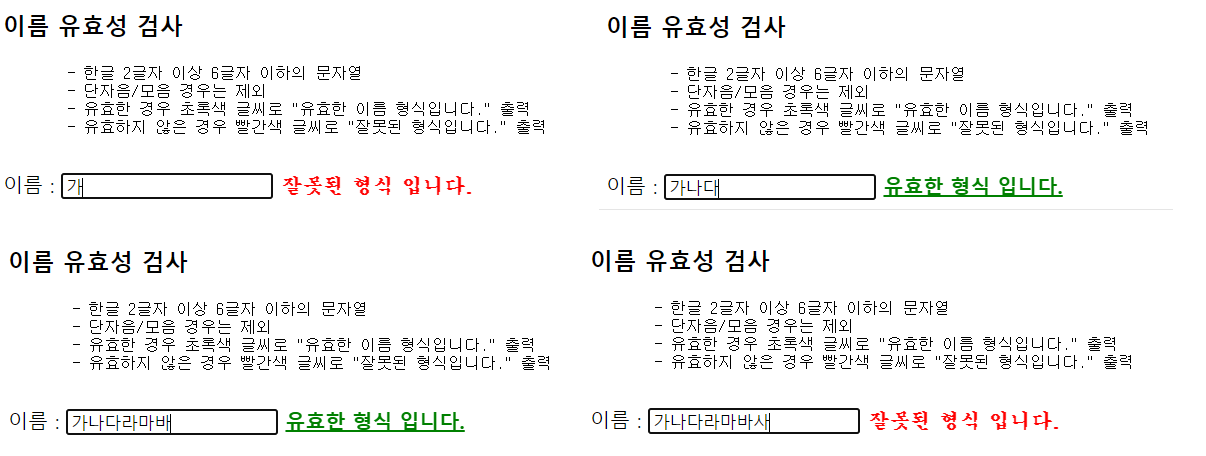 이름 유효성 검사
- 한글 2글자 이상 6글자 이하의 문자열
- 단자음/모음 경우는 제외
- 유효한 경우 초록색 글씨로 "유효한 이름 형식입니다." 출력
- 유효하지 않은 경우 빨간색 글씨로 "잘못된 형식입니다." 출력
이름 : 가 잘못된 형식 입니다.
이름 유효성 검사
- 한글 2글자 이상 6글자 이하의 문자열
- 단자음/모음 경우는 제외
- 유효한 경우 초록색 글씨로 "유효한 이름 형식입니다." 출력
- 유효하지 않은 경우 빨간색 글씨로 "잘못된 형식입니다." 출력
이름 : 가나다 유효한 형식 입니다.
이름 유효성 검사
- 한글 2글자 이상 6글자 이하의 문자열
- 단자음/모음 경우는 제외
- 유효한 경우 초록색 글씨로 "유효한 이름 형식입니다." 출력
- 유효하지 않은 경우 빨간색 글씨로 "잘못된 형식입니다." 출력
이름 : 가나다라마배 유효한 형식 입니다.
이름 유효성 검사
- 한글 2글자 이상 6글자 이하의 문자열
- 단자음/모음 경우는 제외
- 유효한 경우 초록색 글씨로 "유효한 이름 형식입니다." 출력
- 유효하지 않은 경우 빨간색 글씨로 "잘못된 형식입니다." 출력
이름 : 가나다라마바사 잘못된 형식 입니다.